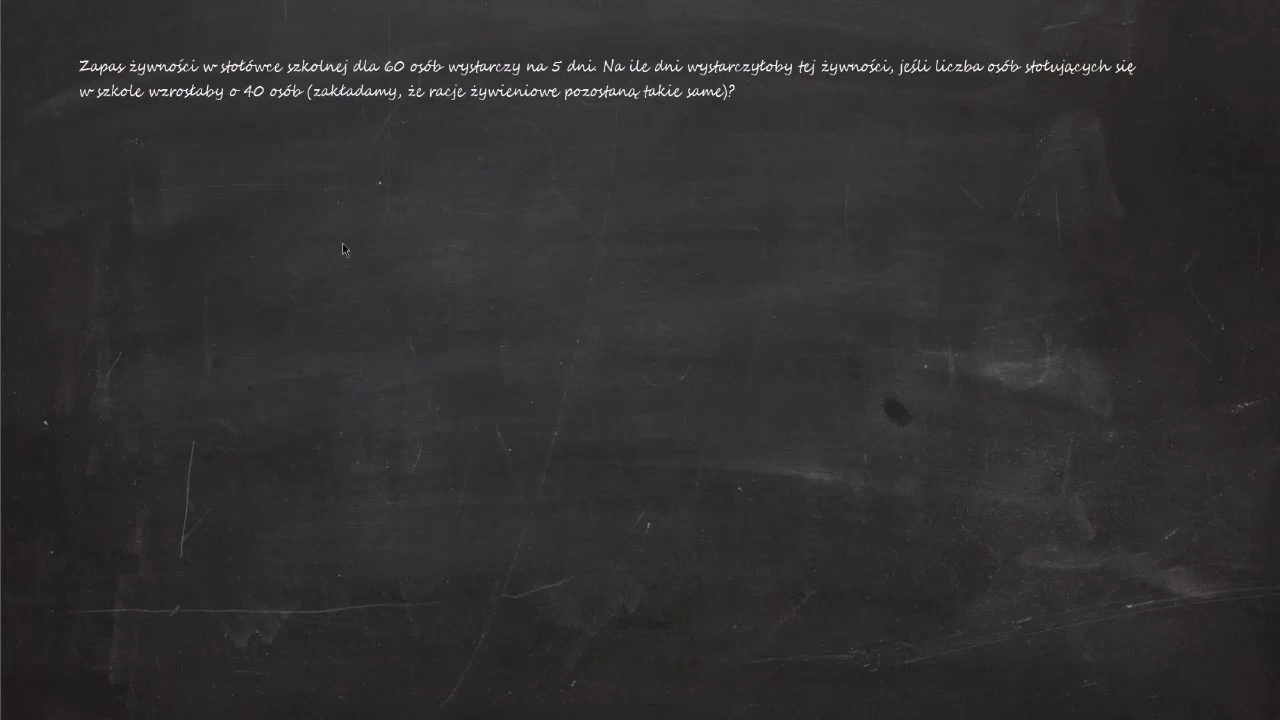 Zapas żywności w stołówce szkolnej dla 60 osób wystarczy na 5 dni. Na ile dni wystarczyłoby tej żywności, jeśli liczba osób stołujących się
w szkole wzrosłaby o 40 osób (zakładamy, że racje żywieniowe pozostaną takie same)?